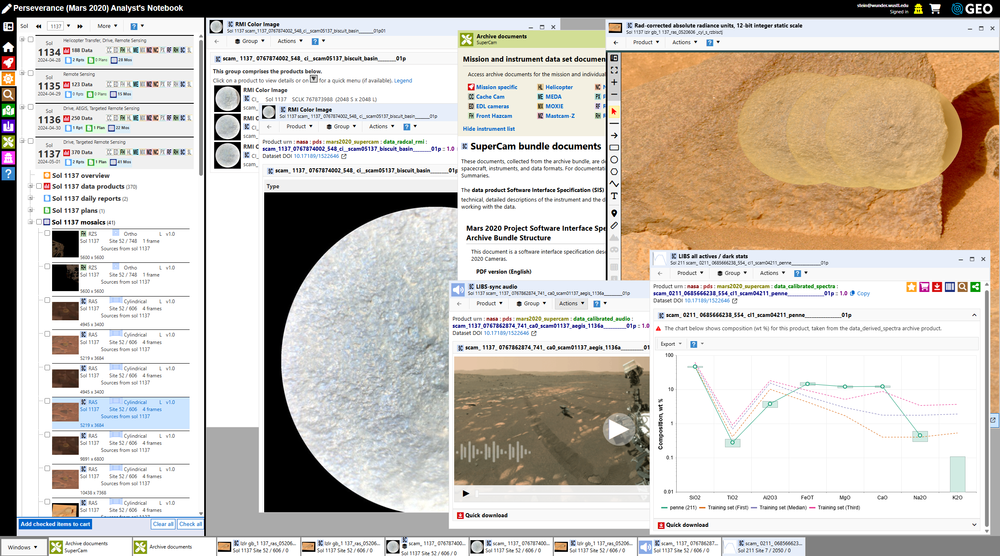 Perseverance (Mars 2020) Analyst's Notebook
stein@wunder.wustl.edu
Signed in
GEO
Sol
1137
More
?
Sol
1134
2024-04-28
Helicopter Transfer, Drive, Remote Sensing
188 Data
CC ED FH HL ME MX MZ NC PX RF RH SC SL
2 Rpts 0 Plans 28 Mos
Sol
1135
2024-04-29
Remote Sensing
123 Data
CC ED FH HL ME MX MZ NC PX RF RH SC SL
0 Rpts 0 Plans 15 Mos
Sol
1136
2024-04-30
Drive, AEGIS, Targeted Remote Sensing
250 Data
CC ED FH HL ME MX MZ NC PX RF RH SC SL
1 Rpt 1 Plan 22 Mos
Sol
1137
2024-05-01
Drive, Targeted Remote Sensing
370 Data
CC ED FH HL ME MX MZ NC PX RF RH SC SL
2 Rpts 1 Plan 41 Mos
Sol 1137 overview
Sol 1137 data products (370)
Sol 1137 daily reports (2)
Sol 1137 plans (1)
Sol 1137 mosaics (41)
FH RZS Ortho L v1.0
Sol 1137 Site 52 / 748 1 frame
Sources from sol 1137
5600 x 5600
RH RZS Ortho L v1.0
Sol 1137 Site 52 / 748 1 frame
Sources from sol 1137
5600 x 5600
SC RAS Cylindrical L v1.0
Sol 1137 Site 52 / 606 4 frames
Sources from sol 1137
4945 x 3400
SC RAS Cylindrical L v1.0
Sol 1137 Site 52 / 606 4 frames
Sources from sol 1137
5219 x 3684
SC RAS Cylindrical L v1.0
Sol 1137 Site 52 / 606 4 frames
Sources from sol 1137
4945 x 3400
SC RAS Cylindrical L v1.0
Sol 1137 Site 52 / 606 4 frames
Sources from sol 1137
5219 x 3684
SC RAS Cylindrical L v1.0
Sol 1137 Site 52 / 606 4 frames
Sources from sol 1137
9891 x 6800
SC RAS Cylindrical L v1.0
Sol 1137 Site 52 / 606 4 frames
Sources from sol 1137
10438 x 7368
SC RAS Cylindrical L v1.0
Sol 1137 Site 52 / 606 4 frames
Add checked items to cart Clear all Check all
SC RMI Color Image
Sol 1137 scam_1137_0767874002_548_ci__scam05137_biscuit_basin________01p01
Group Actions ?
SC scam_ 1137_ 0767874002_548_ ci__scam05137_biscuit_basin________01p
This group comprises the products below.
Click on a product to view details or on for a quick menu (if available). Legend
RMI Color Image
SC CI_ Sol 1137 SCLK 767873988 (2048 S x 2048 L)
scam_
RMI C
SC CI_
scam_
RMI C
SC CI_
scam_
SC RMI Color Image
Sol 1137 scam_ 1137_ 0767874002_548_ ci__scam05137_biscuit_basin________01p
Product Group Actions ?
Product urn : nasa : pds : mars2020_supercam : data_radcal_rmi :
scam_1137_0767874002_548_ci__scam05137_biscuit_basin________01p :: 1.0
Dataset DOI 10.17189/1522646
SC scam_ 1137_ 0767874002_548_ ci__scam05137_biscuit_basin________01p
Type
Archive documents
SuperCam
Mission and instrument data set documen
Access archive documents for the mission and individual
Mission specific HL Helicopter NC
CC Cache Cam ME MEDA PX
ED EDL cameras MX MOXIE RF
FH Front Hazcam MZ Mastcam-Z RH
Hide instrument list
SC SuperCam bundle documents
These documents, collected from the archive bundle, are de
spacecraft, instruments, and data formats. For documentati
Summaries.
The data product Software Interface Specification (SIS)
technical, detailed descriptions of the instrument and the d
working with the data.
Mars 2020 Project Software Interface Spe
Archive Bundle Structure
This document is a software interface specification desc
2020 Cameras.
PDF version (English)
SC Rad-corrected absolute radiance units, 12-bit integer static scale
Sol 1137 lzlr gb_1 137_ras_0520606 _cyl_s_rzbisctj
Product Actions ?
T
SC LIBS-sync audio
Sol 1137 scam_ 1137_ 0767862874_741_ ca0_scam01137_aegis_1136a_________01p
Product Group Actions ?
Product urn : nasa : pds : mars2020_supercam : data_calibrated_audio :
scam_1137_0767862874_741_ca0_scam01137_aegis_1136a_________01p :: 1.0
Dataset DOI 10.17189/1522646
SC scam_ 1137_ 0767862874_741_ ca0_scam01137_aegis_1136a_________01
Quick download
SC LIBS all actives / dark stats
Sol 211 scam_ 0211_ 0685666238_554_ cl1_scam04211_penne_______________01p
Product Group Actions ?
Product urn : nasa : pds : mars2020_supercam : data_calibrated_spectra :
scam_0211_0685666238_554_cl1_scam04211_penne_______________01p :: 1.0 Copy
Dataset DOI 10.17189/1522646
SC scam_ 0211_ 0685666238_554_ cl1_scam04211_penne_______________01p
The chart below shows composition (wt %) for this product, taken from the data_derived_spectra archive product.
Export ?
Composition, wt %
100
10
1
0.1
0.01
SiO2 TiO2 Al2O3 FeOT MgO CaO Na2O K2O
penne (211) Training set (First) Training set (Median) Training set (Third)
Quick download
Windows
Archive documents
SuperCam
Archive documents
SC lzlr gb_1 137_ras_05206...
Sol 1137 Site 52 / 606 / 0
SC lzlr gb_1 137_ras_05206...
Sol 1137 Site 52 / 606 / 0
SC scam_ 1137_ 076787400...
Sol 1137 Site 52 / 606 / 0
SC scam_ 1137_ 076787400...
Sol 1137 Site 52 / 606 / 0
SC lzlr gb_1 137_ras_05206...
Sol 1137 Site 52 / 606 / 0
SC scam_ 1137_ 076786287...
Sol 1137 Site 52 / 606 / 0
SC scam_ 0211_ 068566623...
Sol 211 Site 7 / 2050 / 0